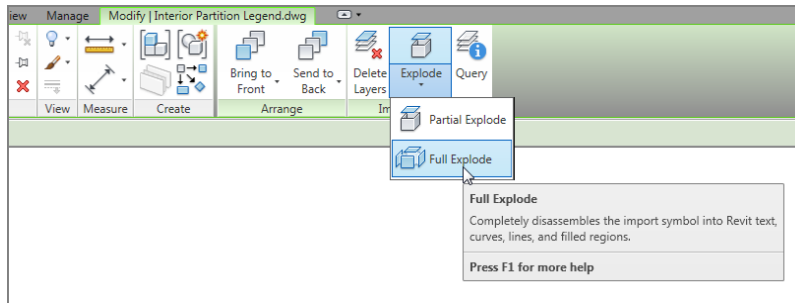 iew Manage Modify | Interior Partition Legend.dwg
Bring to Front
Send to Back
Delete Layers
Explode
Query
View Measure Create Arrange Im
Partial Explode
Full Explode
Full Explode
Completely disassembles the import symbol into Revit text,
curves, lines, and filled regions.
Press F1 for more help